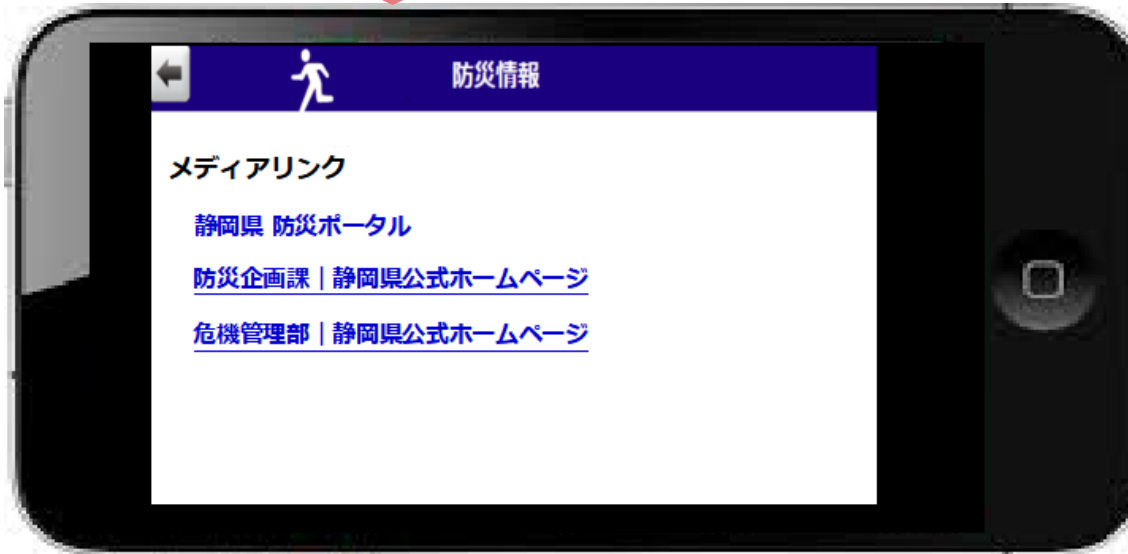 防災情報
メディアリンク
静岡県 防災ポータル
防災企画課｜静岡県公式ホームページ
危機管理部｜静岡県公式ホームページ